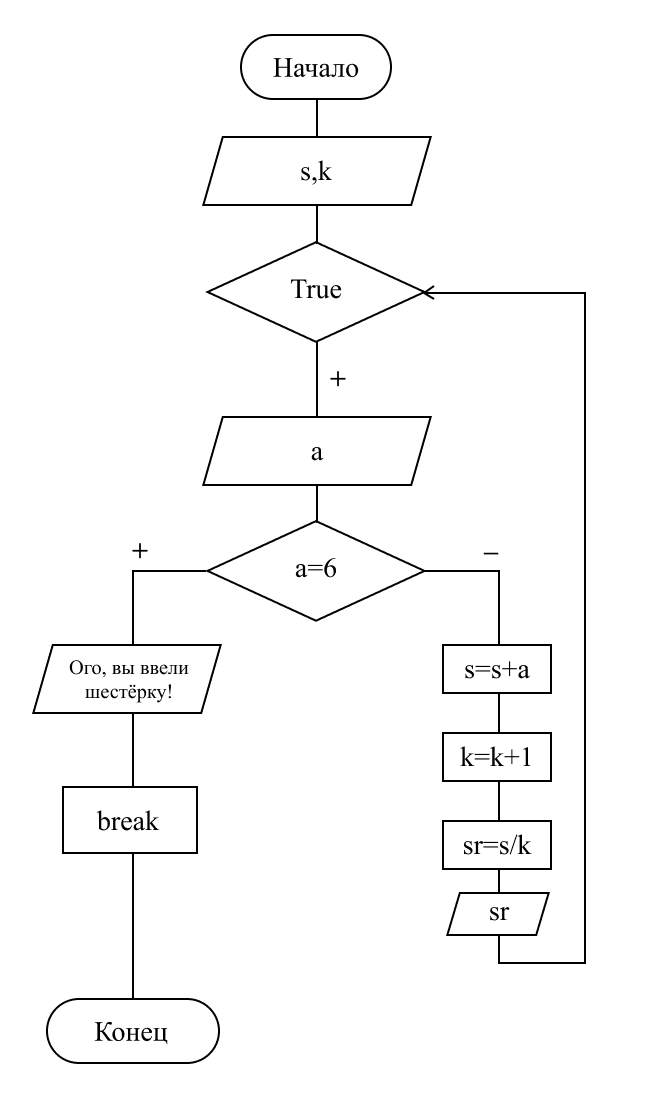 Начало
s,k
True
+
a
+
a=6
–
Ого, вы ввели
шестёрку!
s=s+a
k=k+1
break
sr=s/k
sr
Конец